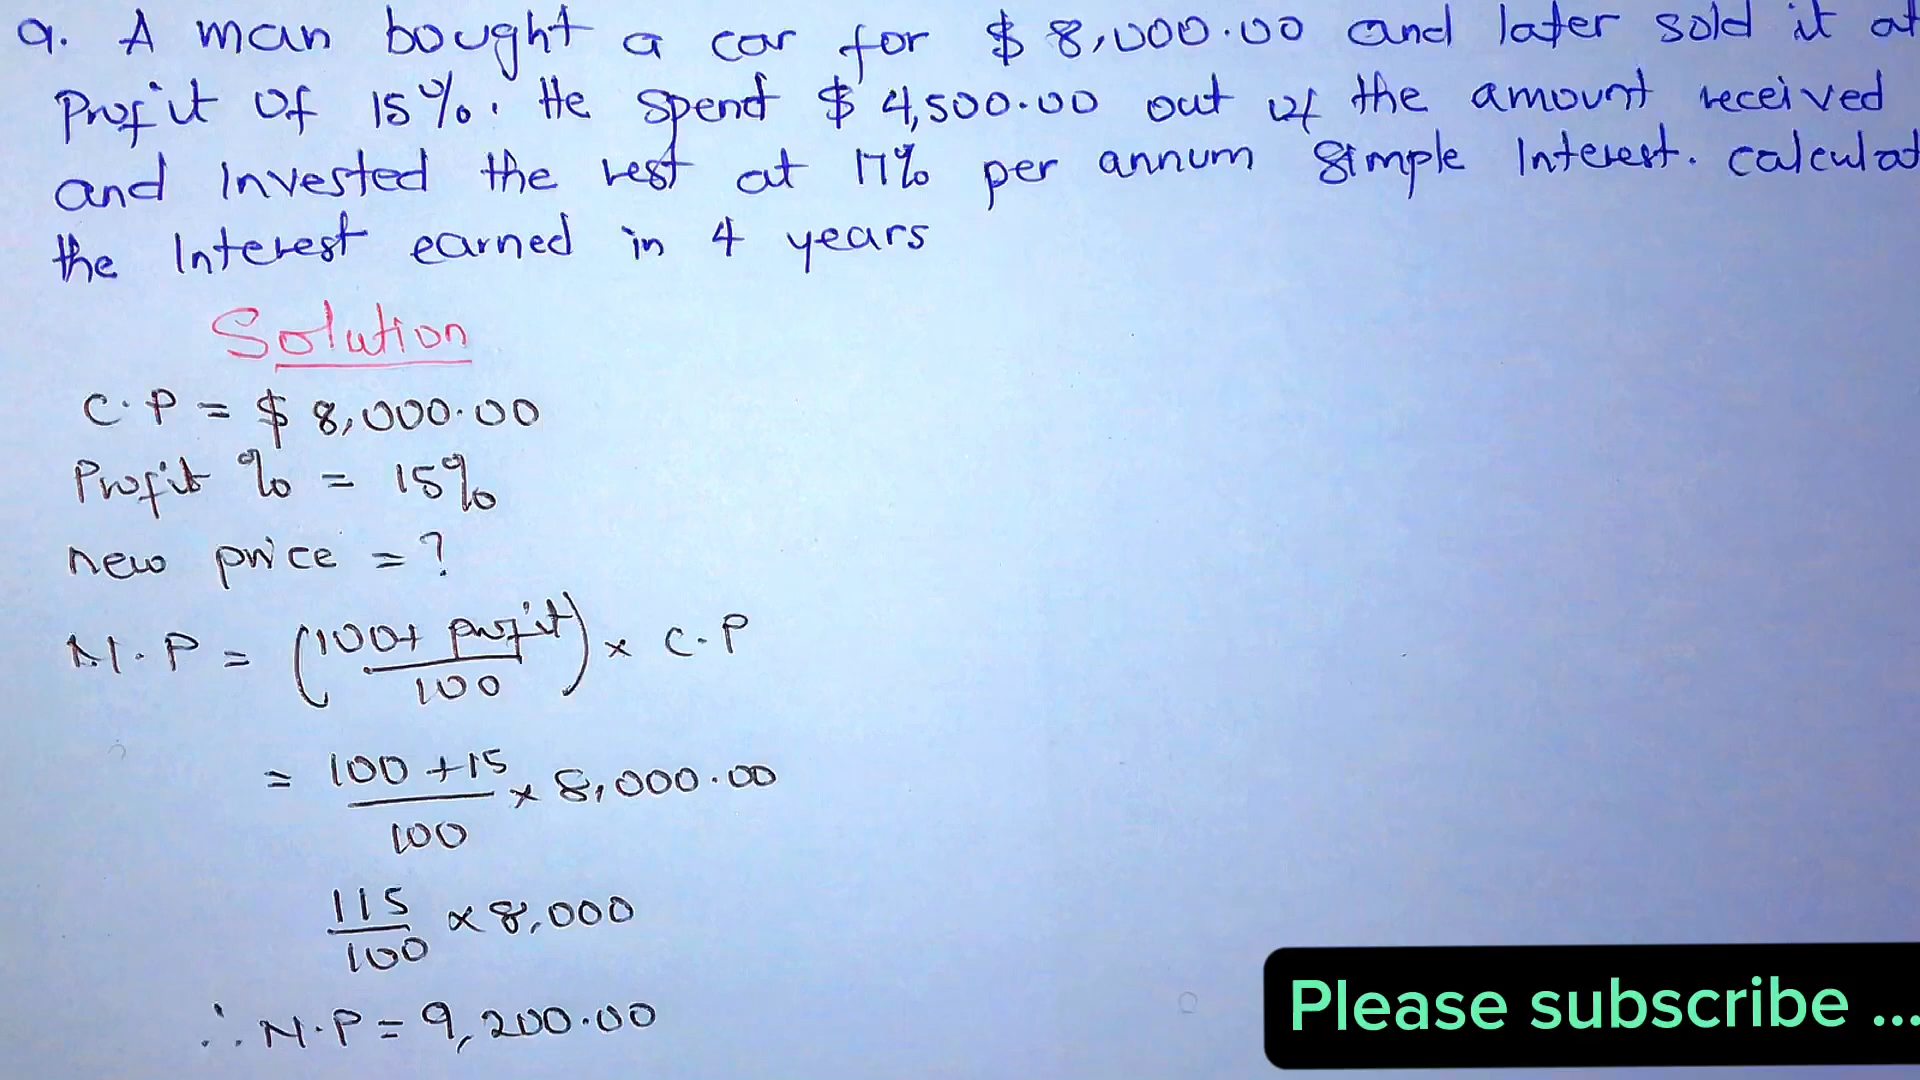 a. A man bought a car for $ 8,000.00 and later sold it at
Profit of 15%. He spend $ 4,500.00 out of the amount received
and invested the rest at 17% per annum simple Interest. calculat
the Interest earned in 4 years
Solution
C.P = $ 8,000.00
Profit % = 15%
new price = ?
N.P = (100+ profit / 100) × C.P
= 100 + 15 / 100 × 8,000.00
115 / 100 × 8,000
∴ N.P = 9,200.00
Please subscribe ...